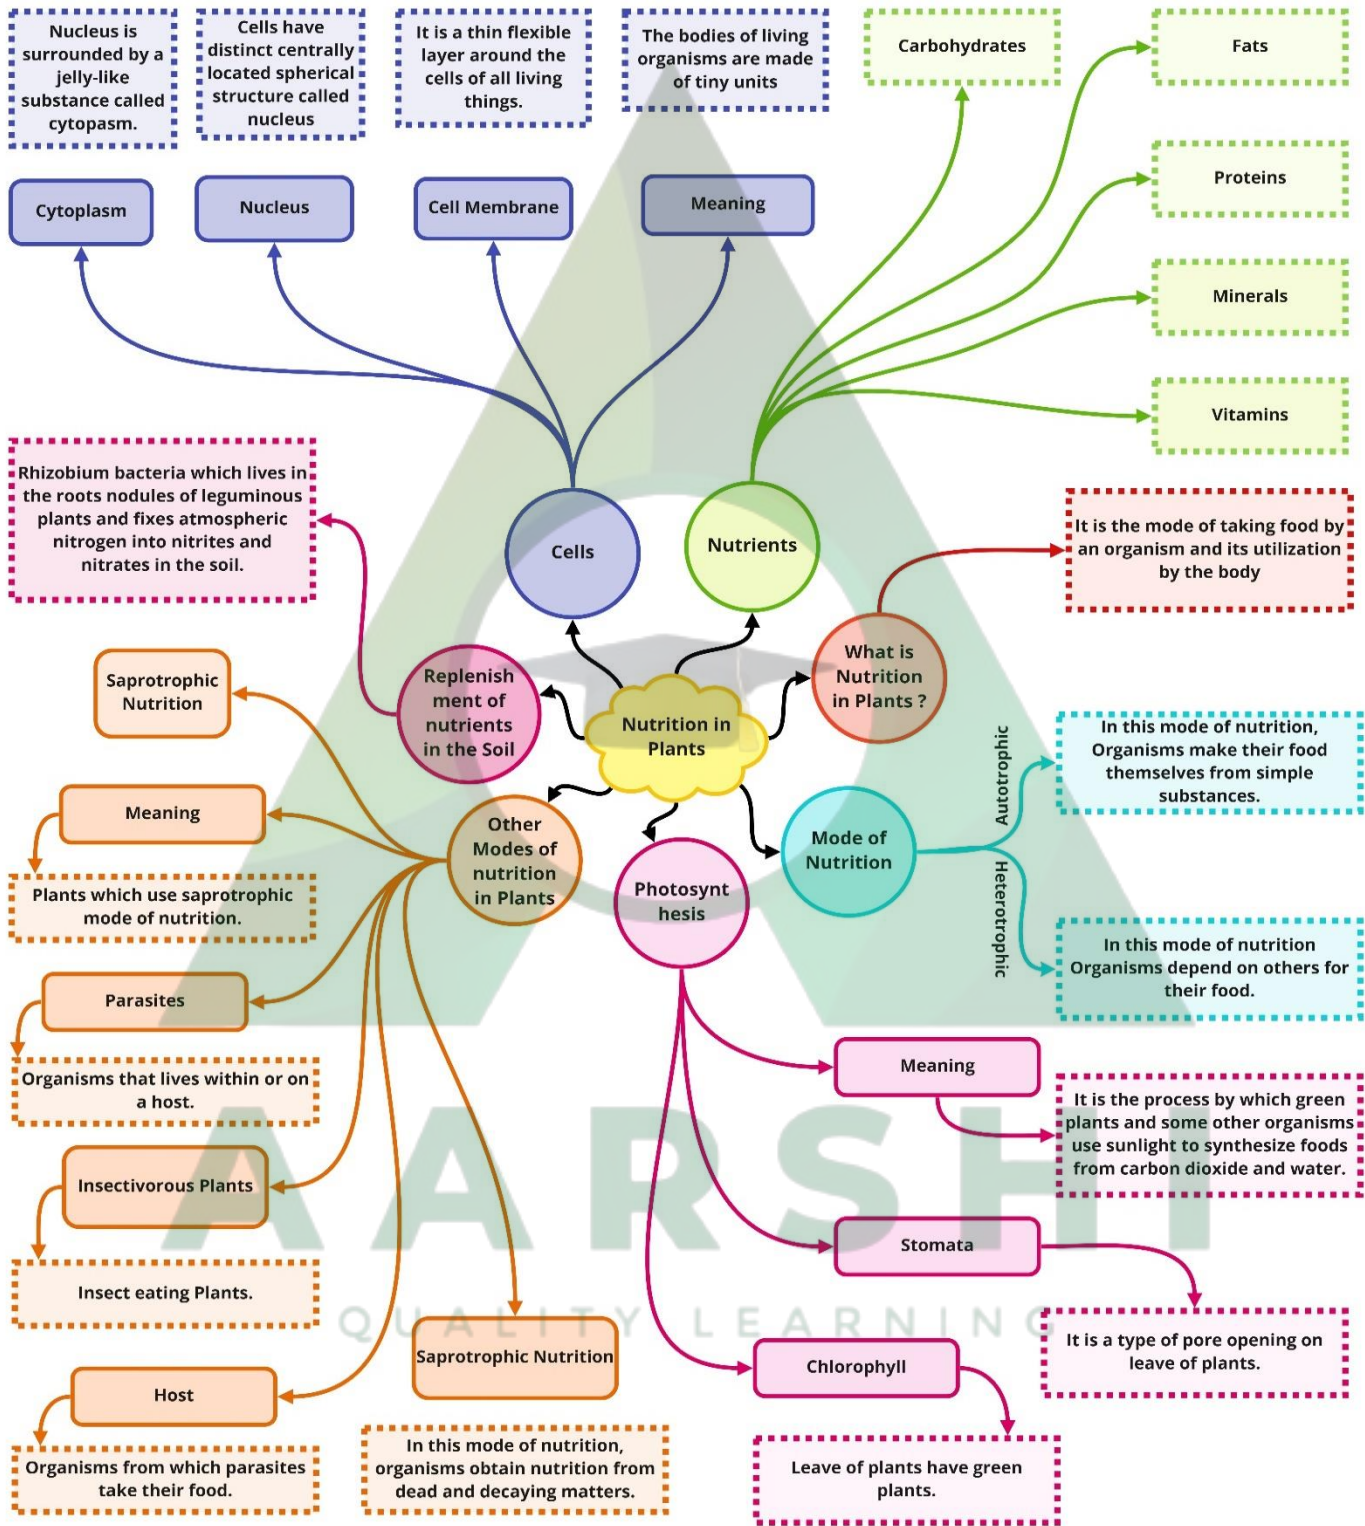 Nucleus is
surrounded by a
jelly-like
substance called
cytopasm.
Cells have
distinct centrally
located spherical
structure called
nucleus
It is a thin flexible
layer around the
cells of all living
things.
The bodies of living
organisms are made
of tiny units
Carbohydrates
Fats
Proteins
Minerals
Vitamins
Cytoplasm
Nucleus
Cell Membrane
Meaning
Rhizobium bacteria which lives in
the roots nodules of leguminous
plants and fixes atmospheric
nitrogen into nitrites and
nitrates in the soil.
Cells
Nutrients
It is the mode of taking food by
an organism and its utilization
by the body
What is
Nutrition
in Plants ?
Replenish
ment of
nutrients
in the Soil
Nutrition in
Plants
Saprotrophic
Nutrition
Autotrophic
In this mode of nutrition,
Organisms make their food
themselves from simple
substances.
Meaning
Other
Modes of
nutrition
in Plants
Mode of
Nutrition
Photosynt
hesis
Heterotrophic
In this mode of nutrition
Organisms depend on others for
their food.
Plants which use saprotrophic
mode of nutrition.
Parasites
Organisms that lives within or on
a host.
Meaning
It is the process by which green
plants and some other organisms
use sunlight to synthesize foods
from carbon dioxide and water.
AARSHI
Insectivorous Plants
Insect eating Plants.
Stomata
QUALITY LEARNING
It is a type of pore opening on
leave of plants.
Saprotrophic Nutrition
Chlorophyll
Host
Organisms from which parasites
take their food.
In this mode of nutrition,
organisms obtain nutrition from
dead and decaying matters.
Leave of plants have green
plants.